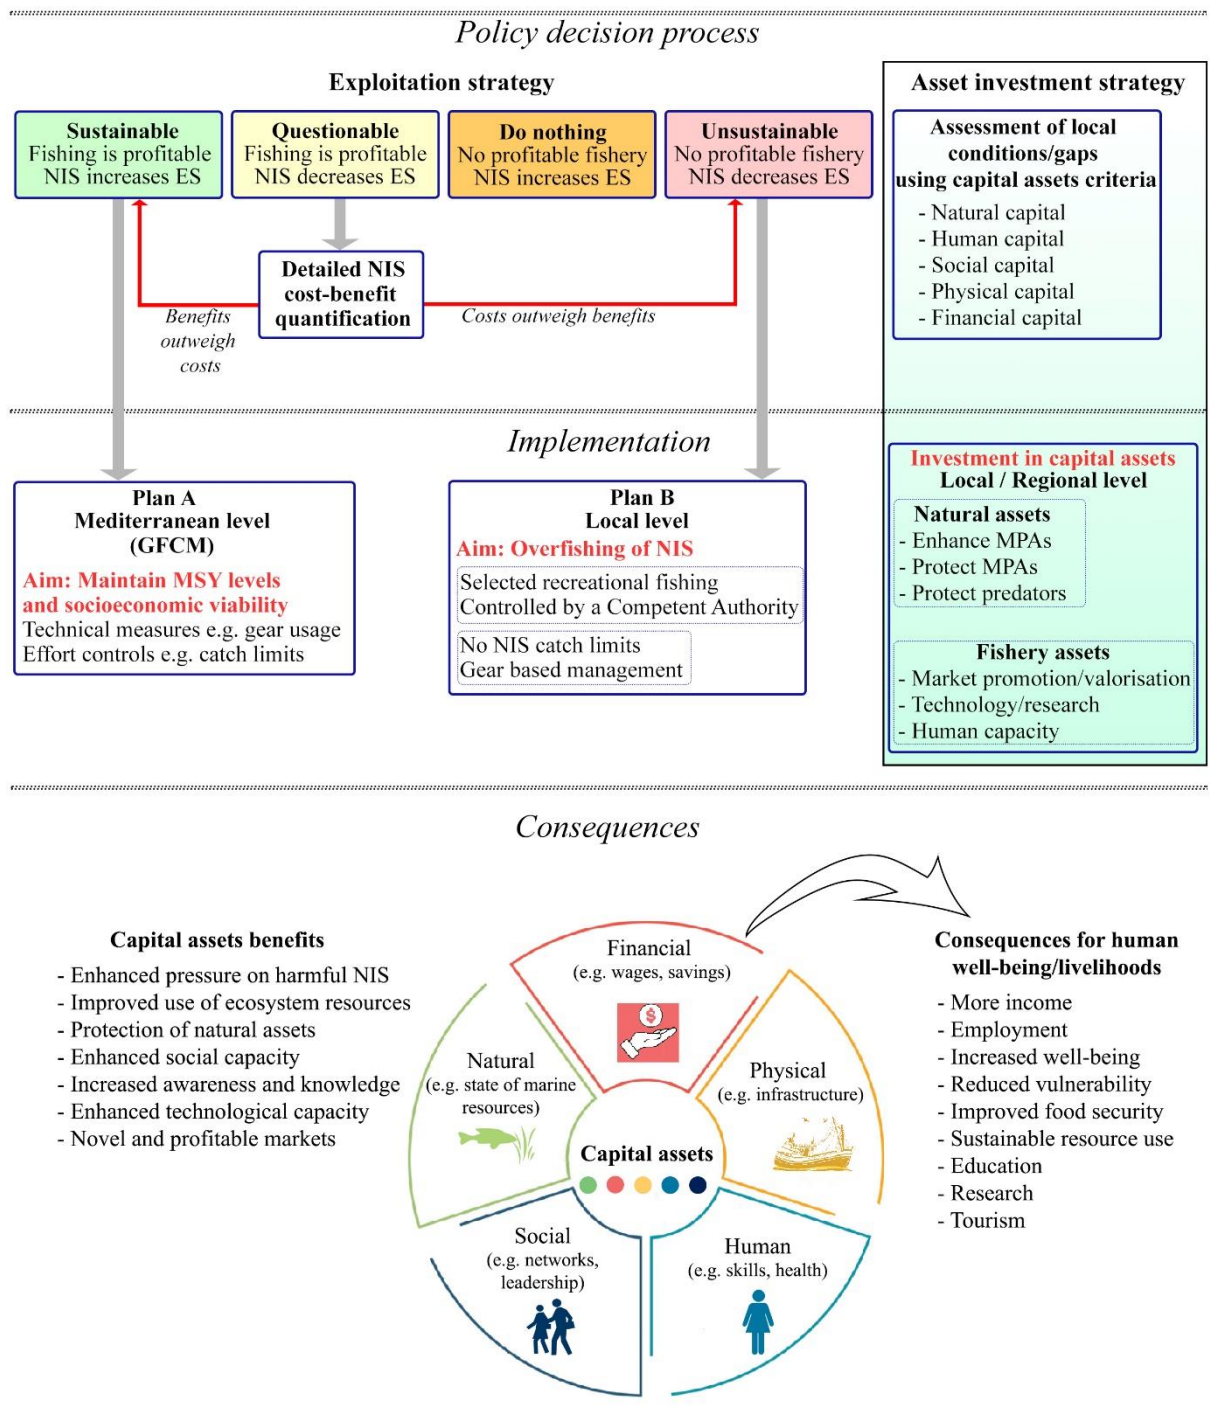 Policy decision process
Exploitation strategy
Sustainable
Fishing is profitable
NIS increases ES
Questionable
Fishing is profitable
NIS decreases ES
Do nothing
No profitable fishery
NIS increases ES
Unsustainable
No profitable fishery
NIS decreases ES
Detailed NIS
cost-benefit
quantification
Benefits
outweigh
costs
Costs outweigh benefits
Asset investment strategy
Assessment of local
conditions/gaps
using capital assets criteria
- Natural capital
- Human capital
- Social capital
- Physical capital
- Financial capital
Implementation
Plan A
Mediterranean level
(GFCM)
Aim: Maintain MSY levels
and socioeconomic viability
Technical measures e.g. gear usage
Effort controls e.g. catch limits
Plan B
Local level
Aim: Overfishing of NIS
Selected recreational fishing
Controlled by a Competent Authority
No NIS catch limits
Gear based management
Investment in capital assets
Local / Regional level
Natural assets
- Enhance MPAs
- Protect MPAs
- Protect predators
Fishery assets
- Market promotion/valorisation
- Technology/research
- Human capacity
Consequences
Capital assets benefits
- Enhanced pressure on harmful NIS
- Improved use of ecosystem resources
- Protection of natural assets
- Enhanced social capacity
- Increased awareness and knowledge
- Enhanced technological capacity
- Novel and profitable markets
Financial
(e.g. wages, savings)
$
Natural
(e.g. state of marine
resources)
Physical
(e.g. infrastructure)
Capital assets
Social
(e.g. networks,
leadership)
Human
(e.g. skills, health)
Consequences for human
well-being/livelihoods
- More income
- Employment
- Increased well-being
- Reduced vulnerability
- Improved food security
- Sustainable resource use
- Education
- Research
- Tourism